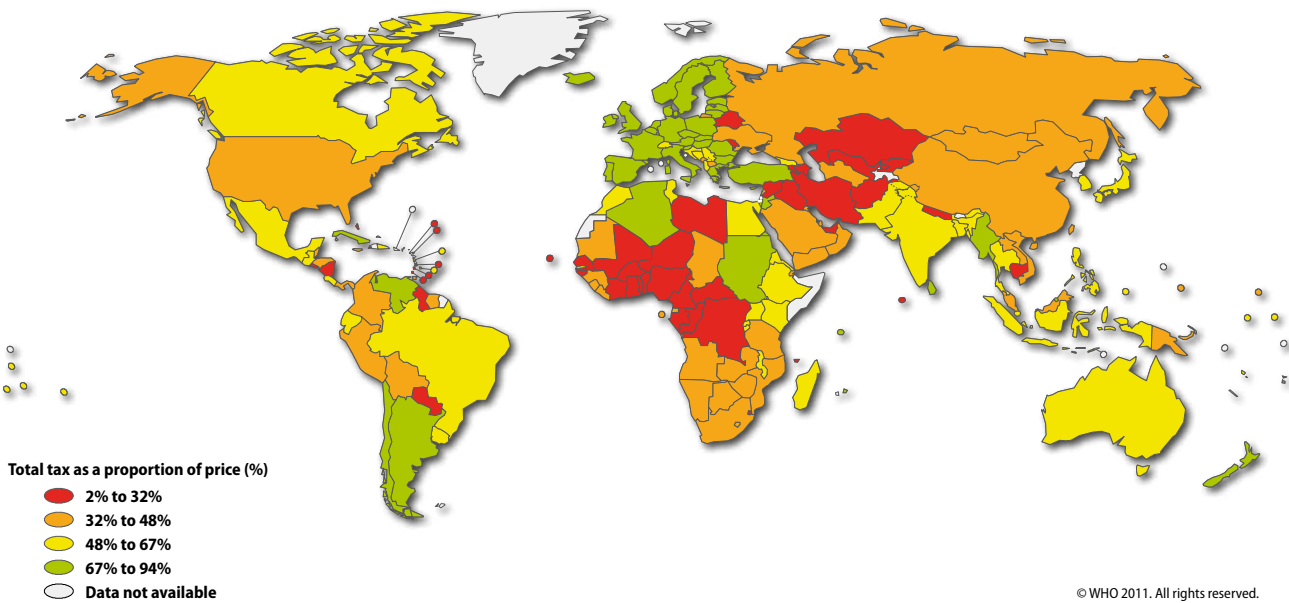 Total tax as a proportion of price (%)
2% to 32%
32% to 48%
48% to 67%
67% to 94%
Data not available
© WHO 2011. All rights reserved.